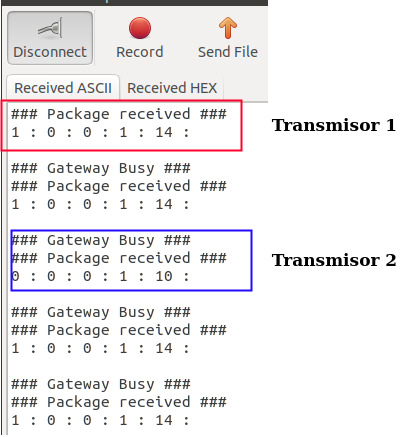 Disconnect Record Send File
Received ASCII Received HEX
### Package received ###
1 : 0 : 0 : 1 : 14 :
Transmisor 1
### Gateway Busy ###
### Package received ###
1 : 0 : 0 : 1 : 14 :
### Gateway Busy ###
### Package received ###
0 : 0 : 0 : 1 : 10 :
Transmisor 2
### Gateway Busy ###
### Package received ###
1 : 0 : 0 : 1 : 14 :
### Gateway Busy ###
### Package received ###
1 : 0 : 0 : 1 : 14 :